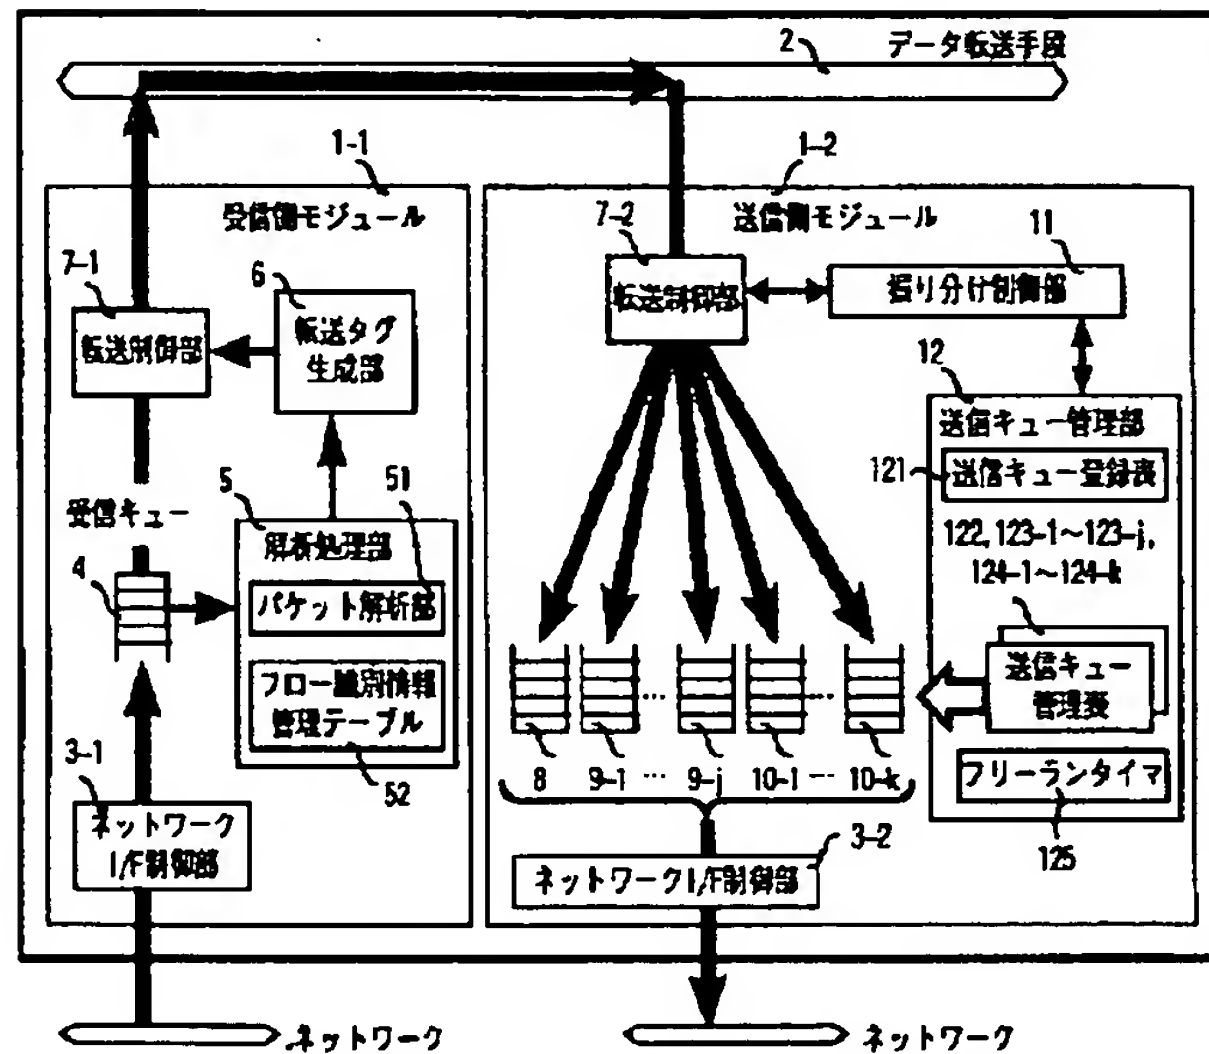 2
データ転送手段
1-1
1-2
受信側モジュール
7-2
送信側モジュール
11
7-1
6
転送制御部
振り分け制御部
転送制御部
転送タグ
生成部
12
送信キュー管理部
121
送信キュー登録表
受信キュー
5
51
解析処理部
122, 123-1～123-j,
124-1～124-k
4
パケット解析部
送信キュー
管理表
フロー識別情報
管理テーブル
3-1
52
8
9-1
…
9-j
10-1
…
10-k
フリーランタイマ
ネットワーク
I/F制御部
3-2
125
ネットワークI/F制御部
ネットワーク
ネットワーク